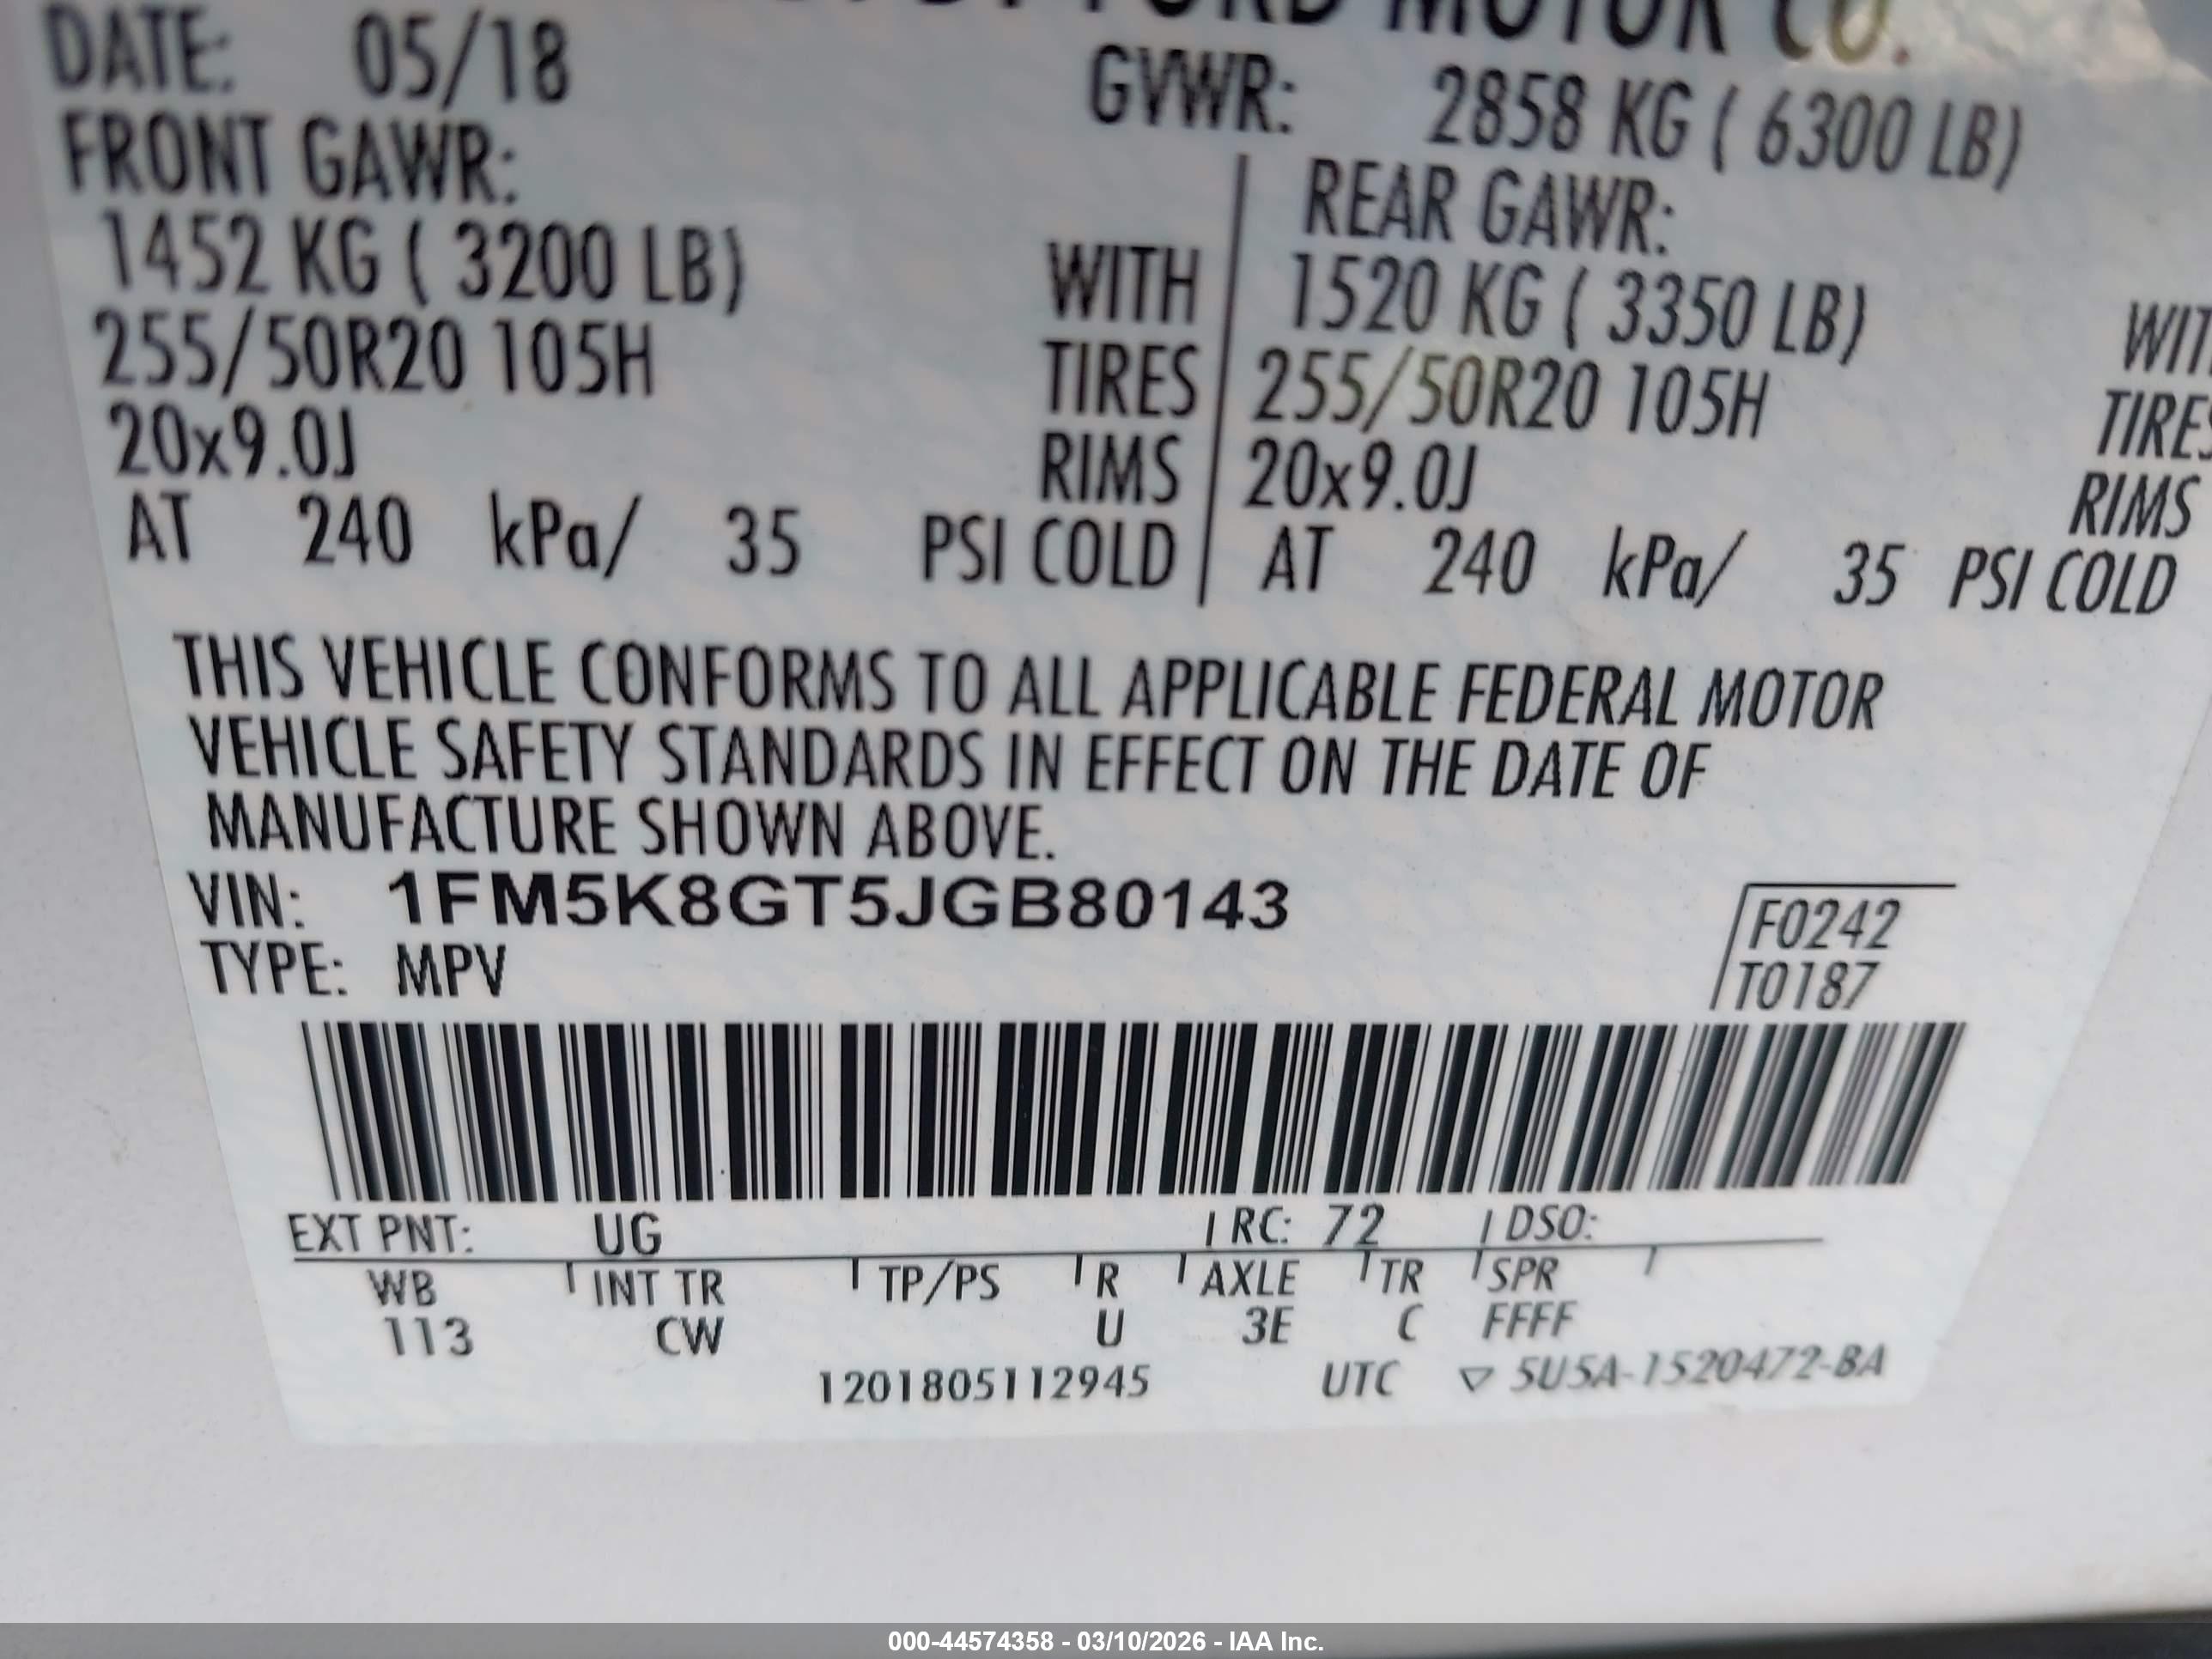 FORD MOTOR CO.
DATE: 05/18
GVWR: 2858 KG ( 6300 LB)
FRONT GAWR:
REAR GAWR:
1452 KG ( 3200 LB) WITH
1520 KG ( 3350 LB)
255/50R20 105H TIRES
255/50R20 105H
20x9.0J RIMS
20x9.0J RIMS
AT 240 kPa/ 35 PSI COLD
AT 240 kPa/ 35 PSI COLD
THIS VEHICLE CONFORMS TO ALL APPLICABLE FEDERAL MOTOR
VEHICLE SAFETY STANDARDS IN EFFECT ON THE DATE OF
MANUFACTURE SHOWN ABOVE.
VIN: 1FM5K8GT5JGB80143
TYPE: MPV
F0242
T0187
EXT PNT: UG RC: 72 DSO:
WB INT TR TP/PS R AXLE TR SPR
113 CW U 3E C FFFF
1201805112945 UTC ▽ 5U5A-1520472-BA
000-44574358 - 03/10/2026 - IAA Inc.